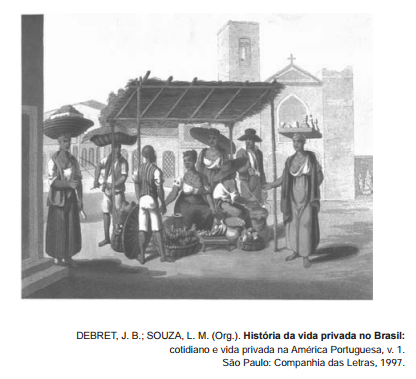 DEBRET, J. B.; SOUZA, L. M. (Org.). História da vida privada no Brasil:
cotidiano e vida privada na América Portuguesa, v. 1.
São Paulo: Companhia das Letras, 1997.